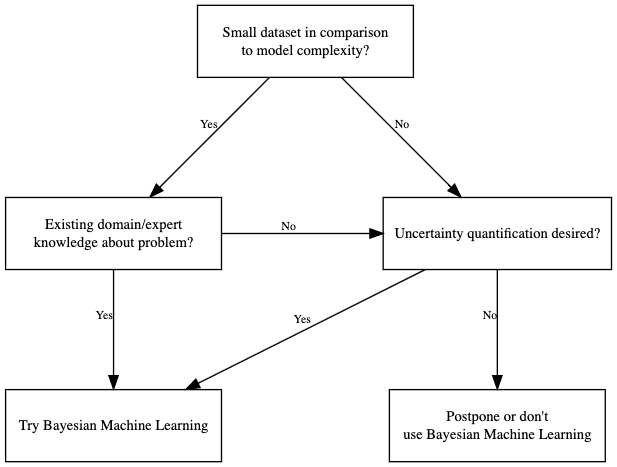 Small dataset in comparison
to model complexity?
Yes
No
Existing domain/expert
knowledge about problem?
No
Uncertainty quantification desired?
Yes
Yes
No
Try Bayesian Machine Learning
Postpone or don't
use Bayesian Machine Learning